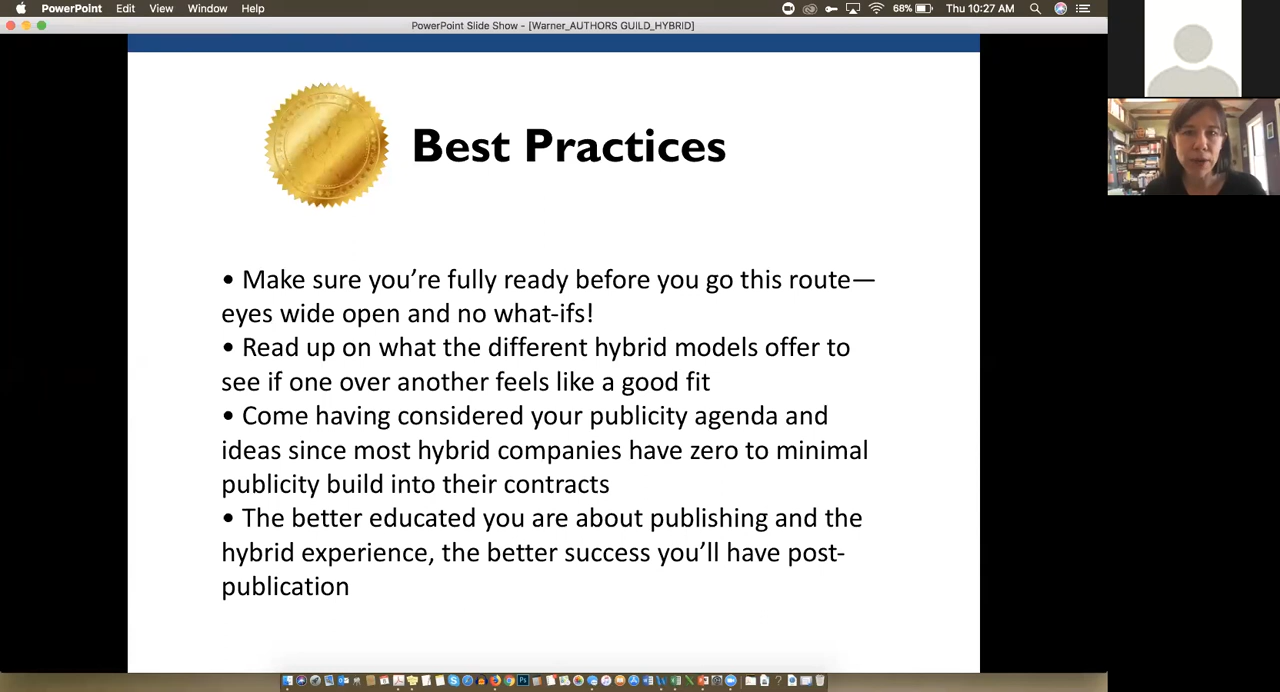 PowerPoint Edit View Window Help 68% Thu 10:27 AM
PowerPoint Slide Show - [Warner_AUTHORS GUILD_HYBRID]
Best Practices
• Make sure you’re fully ready before you go this route—
eyes wide open and no what-ifs!
• Read up on what the different hybrid models offer to
see if one over another feels like a good fit
• Come having considered your publicity agenda and
ideas since most hybrid companies have zero to minimal
publicity build into their contracts
• The better educated you are about publishing and the
hybrid experience, the better success you’ll have post-
publication